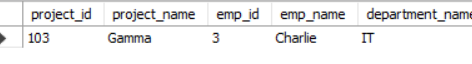 project_id project_name emp_id emp_name department_name
103 Gamma 3 Charlie IT